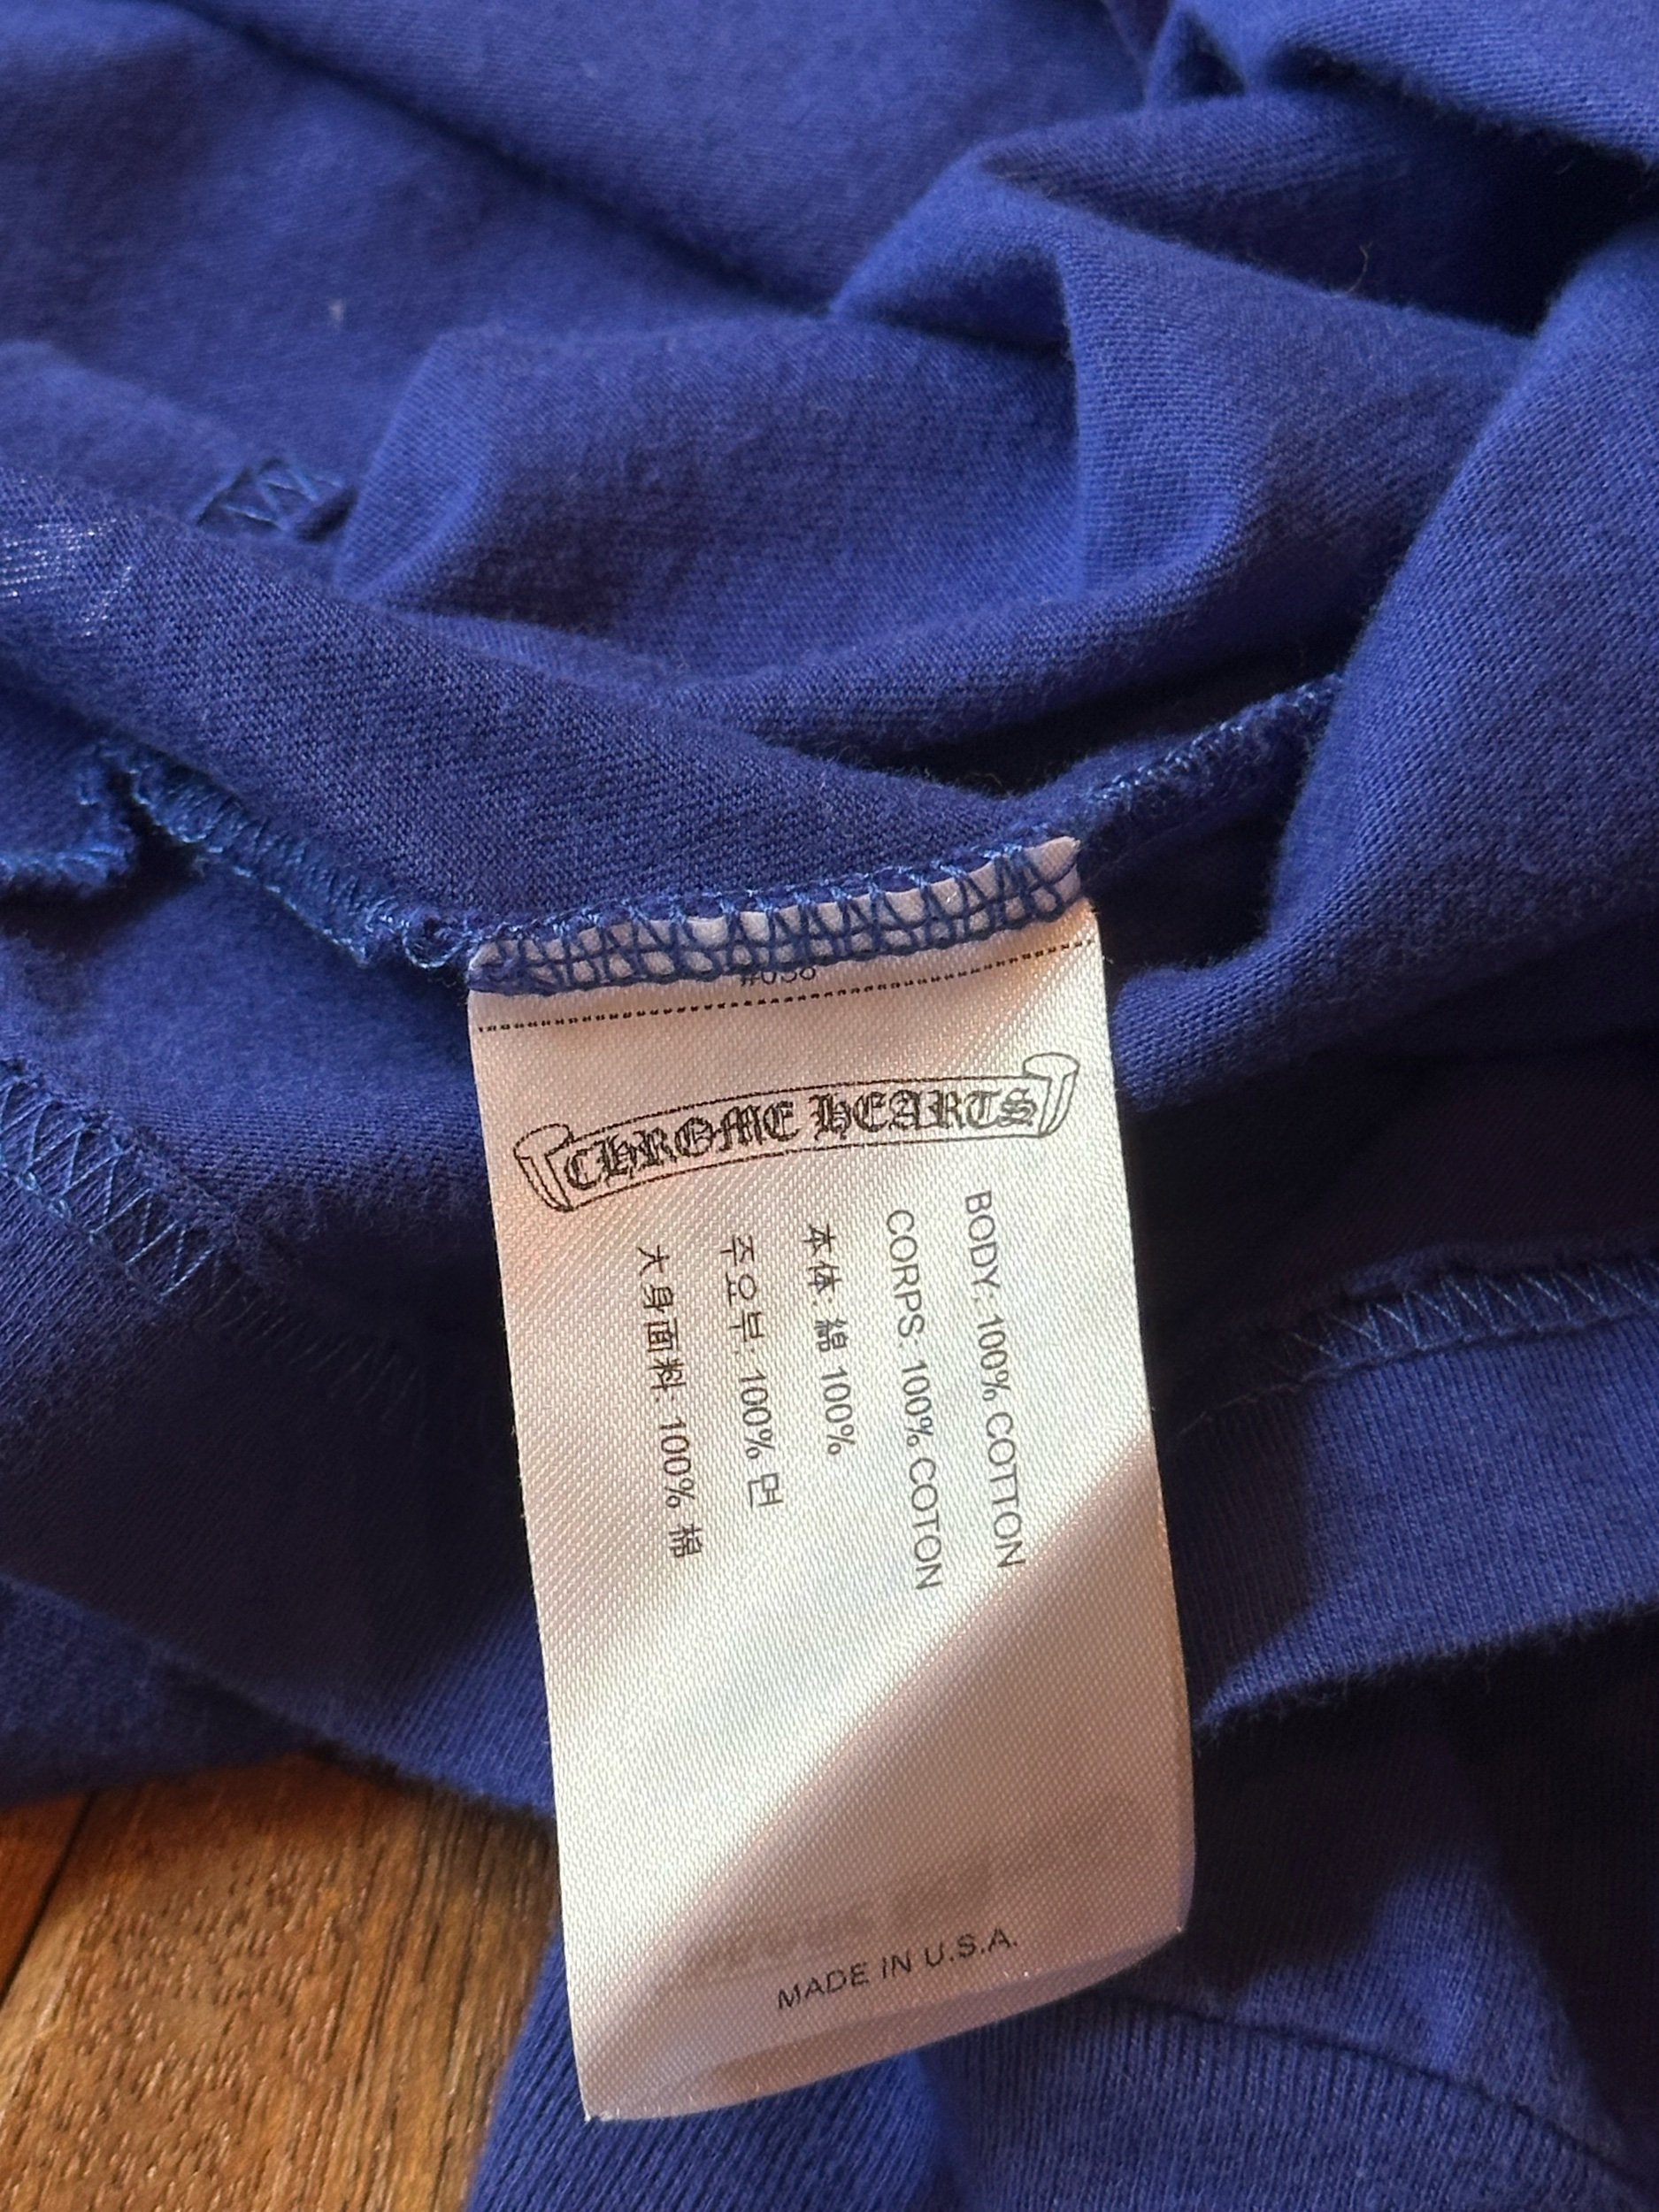 CHROME HEARTS
BODY: 100% COTTON
CORPS: 100% COTON
本体: 綿 100%
주요부: 100% 면
大身面料: 100% 棉
MADE IN U.S.A.